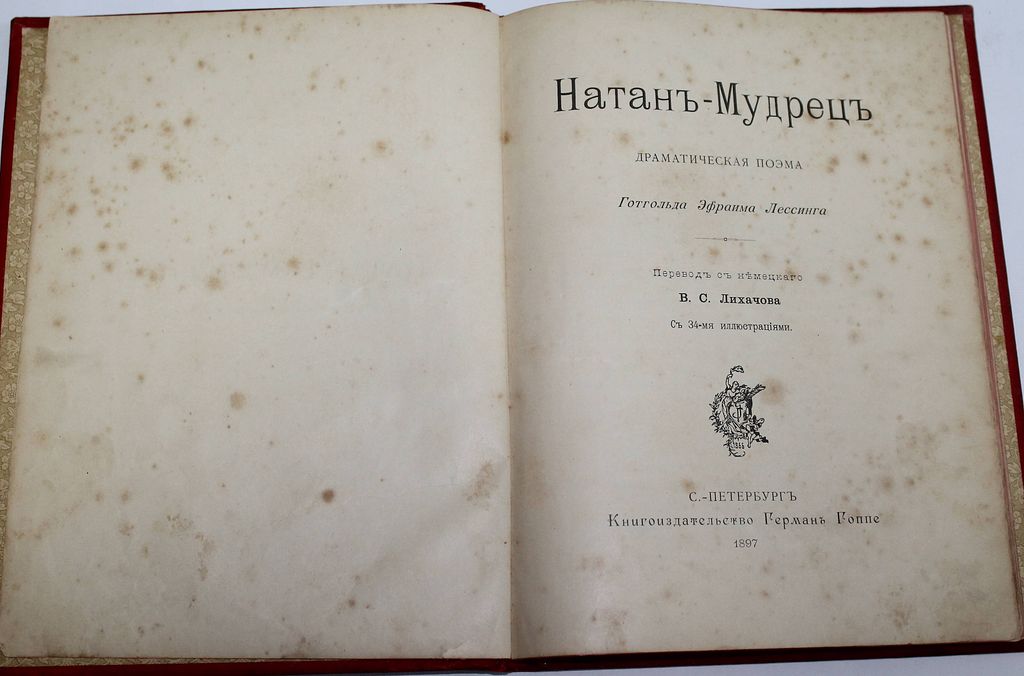 Натанъ-Мудрецъ
ДРАМАТИЧЕСКАЯ ПОЭМА
Готгольда Эфраима Лессинга
Переводъ съ нѣмецкаго
В. С. Лихачова
Съ 34-мя иллюстраціями.
С.-ПЕТЕРБУРГЪ
Книгоиздательство Германъ Гоппе
1897